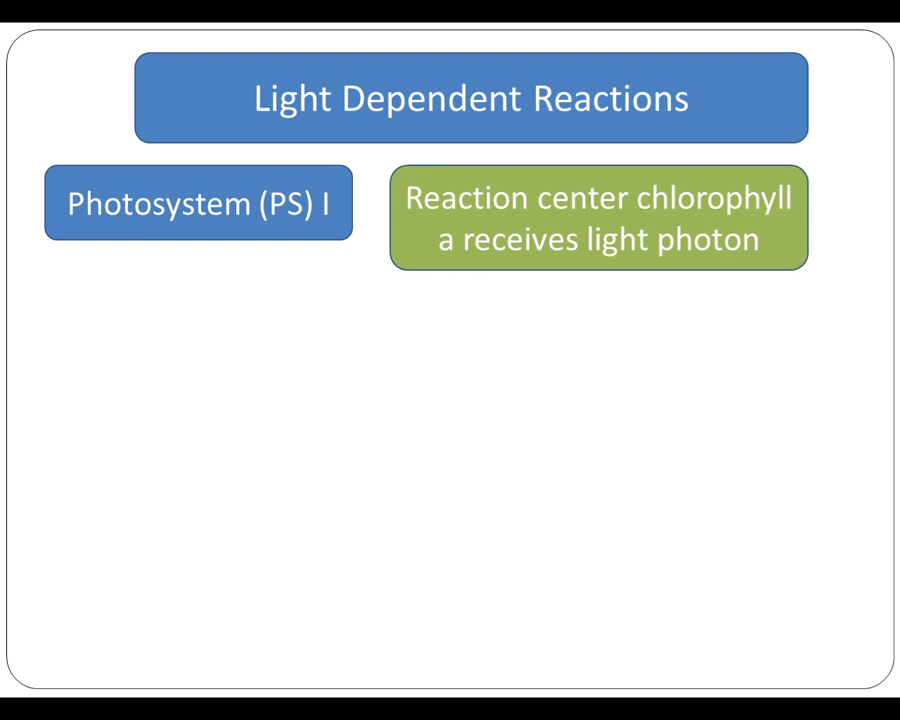 Light Dependent Reactions
Photosystem (PS) I
Reaction center chlorophyll
a receives light photon